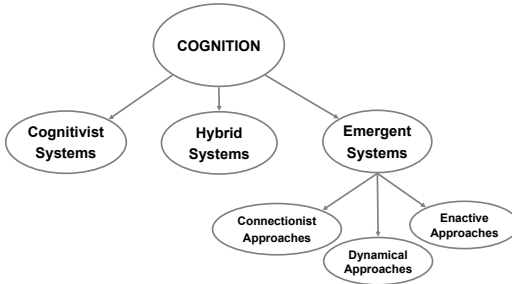 COGNITION
Cognitivist
Systems
Hybrid
Systems
Emergent
Systems
Connectionist
Approaches
Dynamical
Approaches
Enactive
Approaches